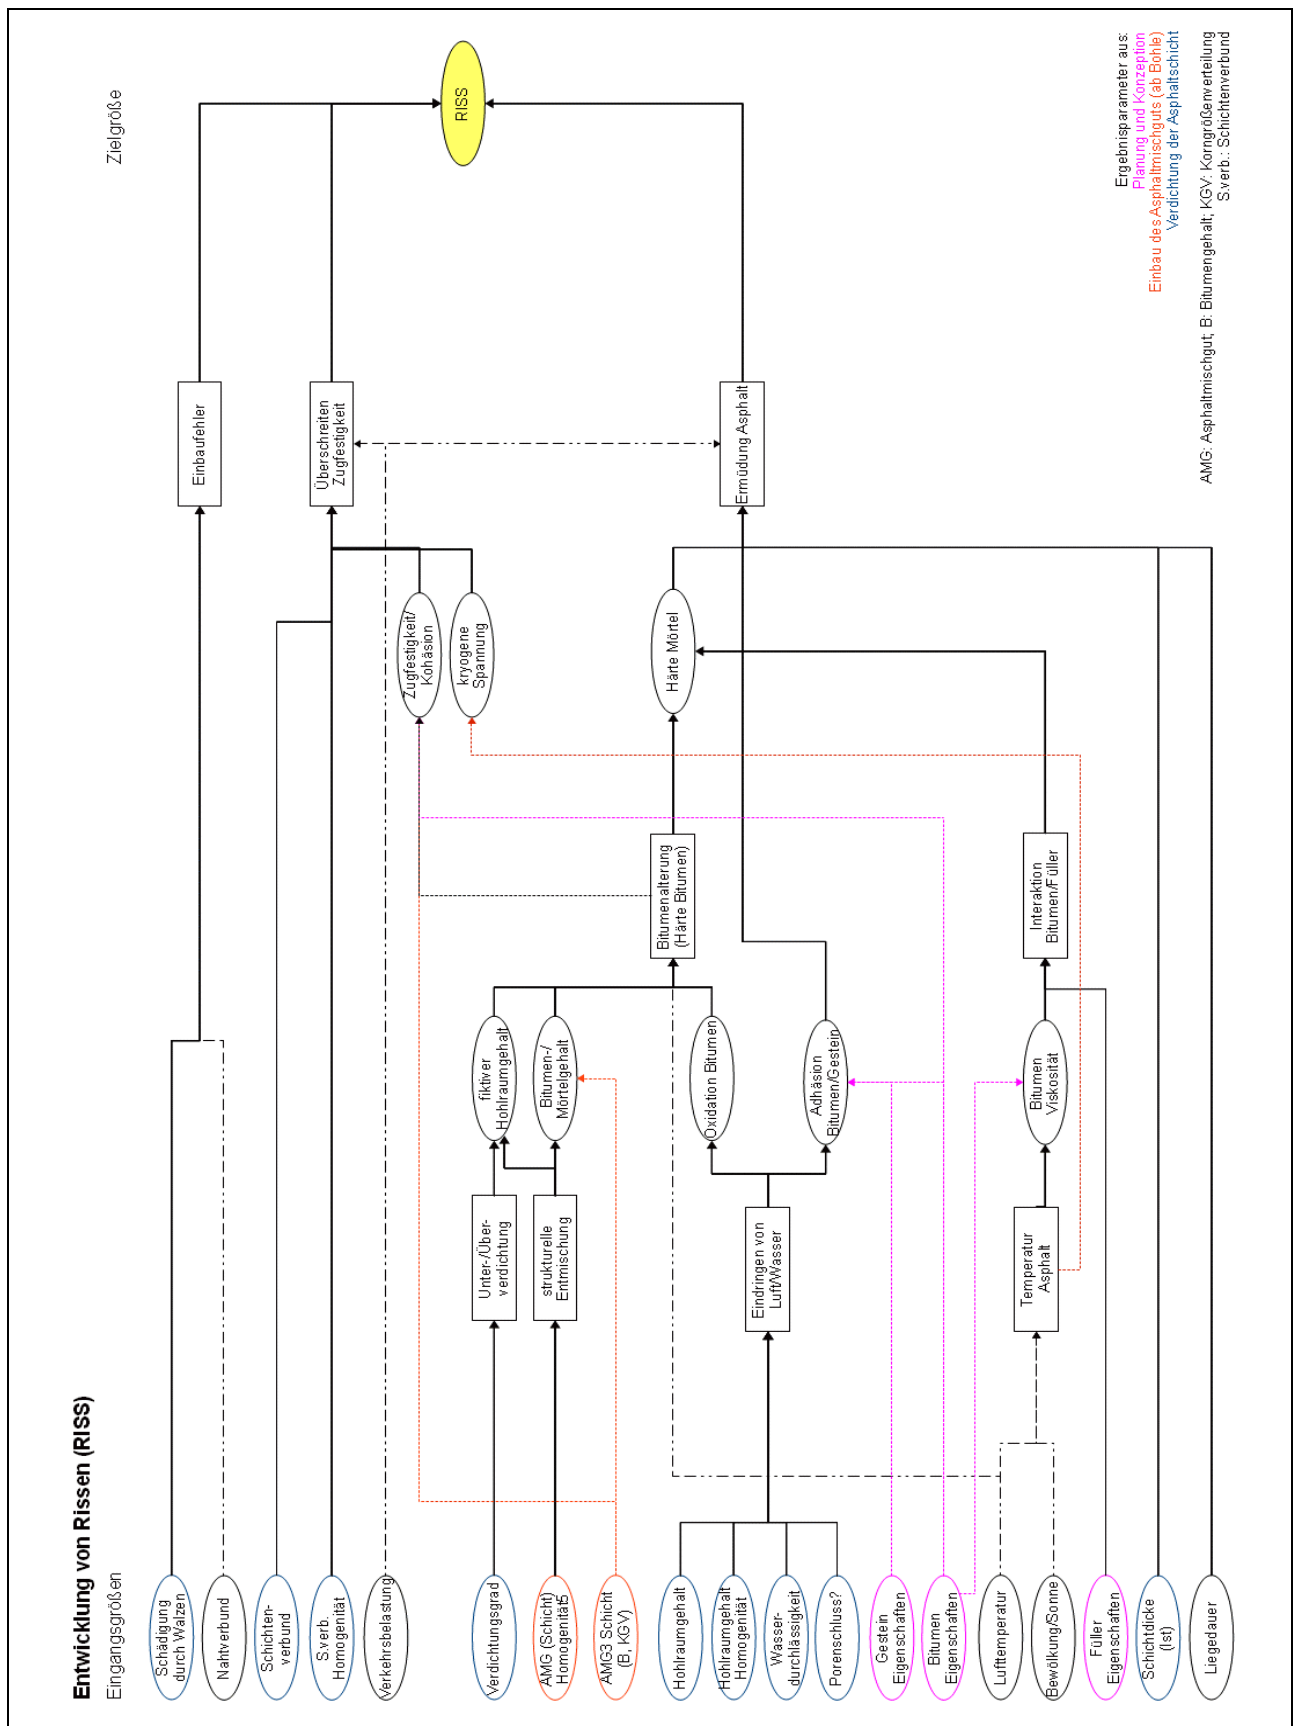 Entwicklung von Rissen (RISS)
Eingangsgrößen
Zielgröße
Schädigung
durch Walzen
Nahtverbund
Schichten-
verbund
S.verb.
Homogenität
Verkehrsbelastung
Verdichtungsgrad
AMG (Schicht)
Homogenität5
AMG3 Schicht
(B, KGV)
Hohlraumgehalt
Hohlraumgehalt
Homogenität
Wasser-
durchlässigkeit
Porenschluss?
Gestein
Eigenschaften
Bitumen
Eigenschaften
Lufttemperatur
Bewölkung/Sonne
Füller
Eigenschaften
Schichtdicke
(Ist)
Liegedauer
Unter-/Über-
verdichtung
strukturelle
Entmischung
Eindringen von
Luft/Wasser
Temperatur
Asphalt
fiktiver
Hohlraumgehalt
Bitumen-/
Mörtelgehalt
Oxidation Bitumen
Adhäsion
Bitumen/Gestein
Bitumen
Viskosität
Bitumenalterung
(Härte Bitumen)
Interaktion
Bitumen/Füller
Zugfestigkeit/
Kohäsion
kryogene
Spannung
Härte Mörtel
Einbaufehler
Überschreiten
Zugfestigkeit
Ermüdung Asphalt
RISS
Ergebnisparameter aus:
Planung und Konzeption
Einbau des Asphaltmischguts (ab Bohle)
Verdichtung der Asphaltschicht
AMG: Asphaltmischgut; B: Bitumengehalt; KGV: Korngrößenverteilung
S.verb.: Schichtenverbund